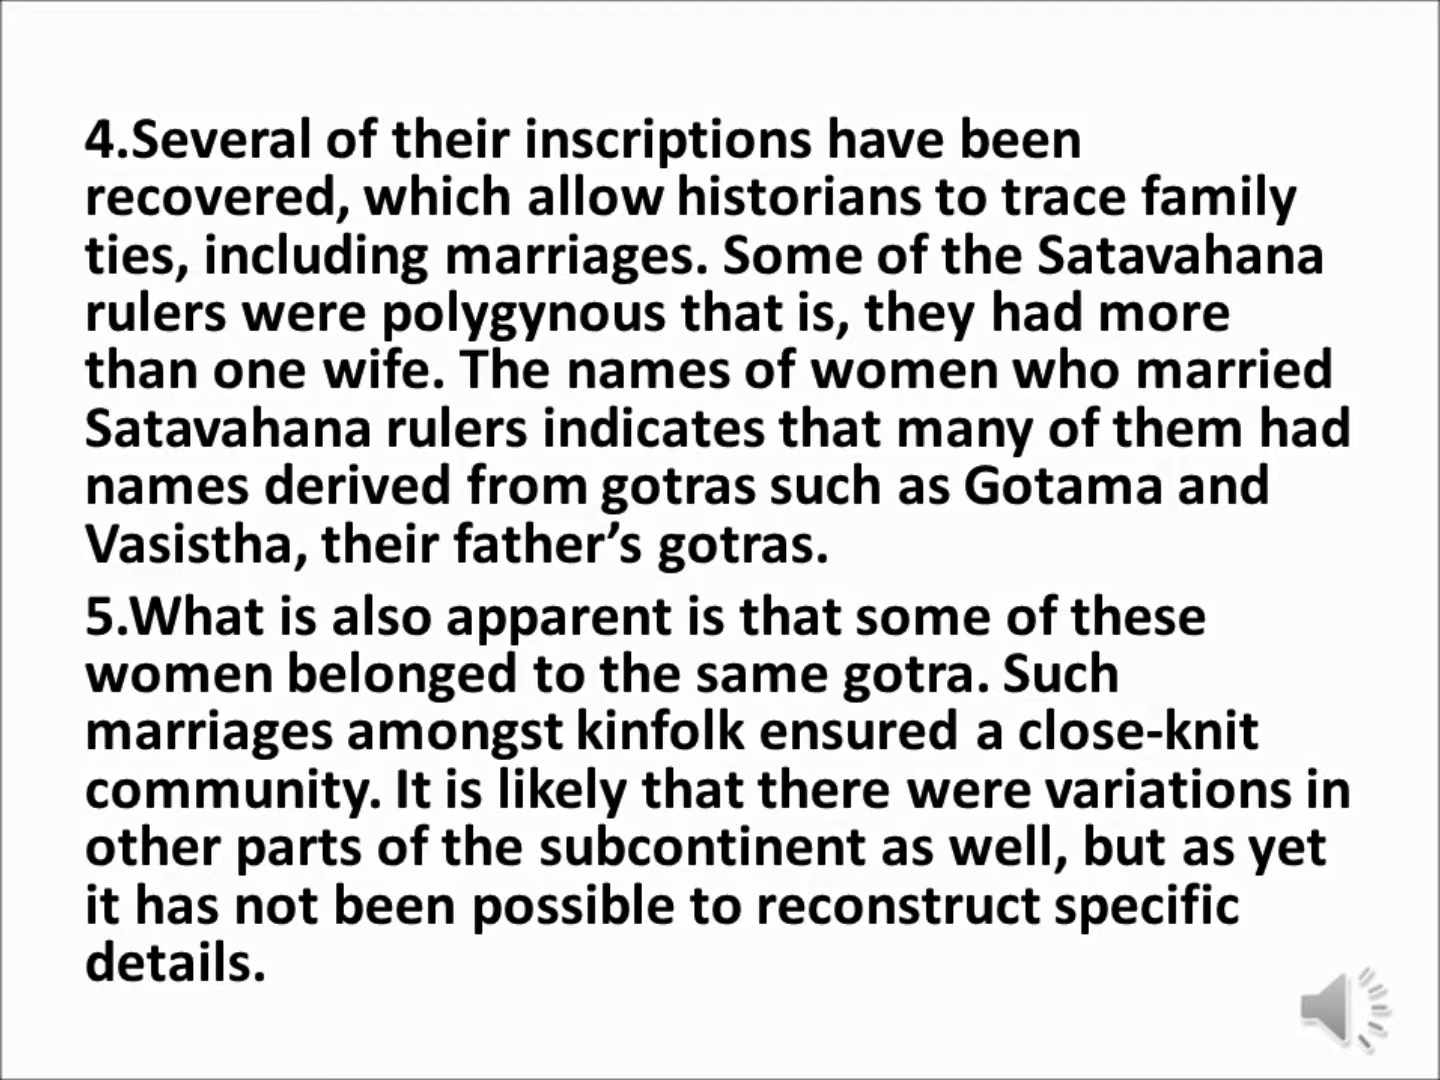 4.Several of their inscriptions have been
recovered, which allow historians to trace family
ties, including marriages. Some of the Satavahana
rulers were polygynous that is, they had more
than one wife. The names of women who married
Satavahana rulers indicates that many of them had
names derived from gotras such as Gotama and
Vasistha, their father’s gotras.
5.What is also apparent is that some of these
women belonged to the same gotra. Such
marriages amongst kinfolk ensured a close-knit
community. It is likely that there were variations in
other parts of the subcontinent as well, but as yet
it has not been possible to reconstruct specific
details.